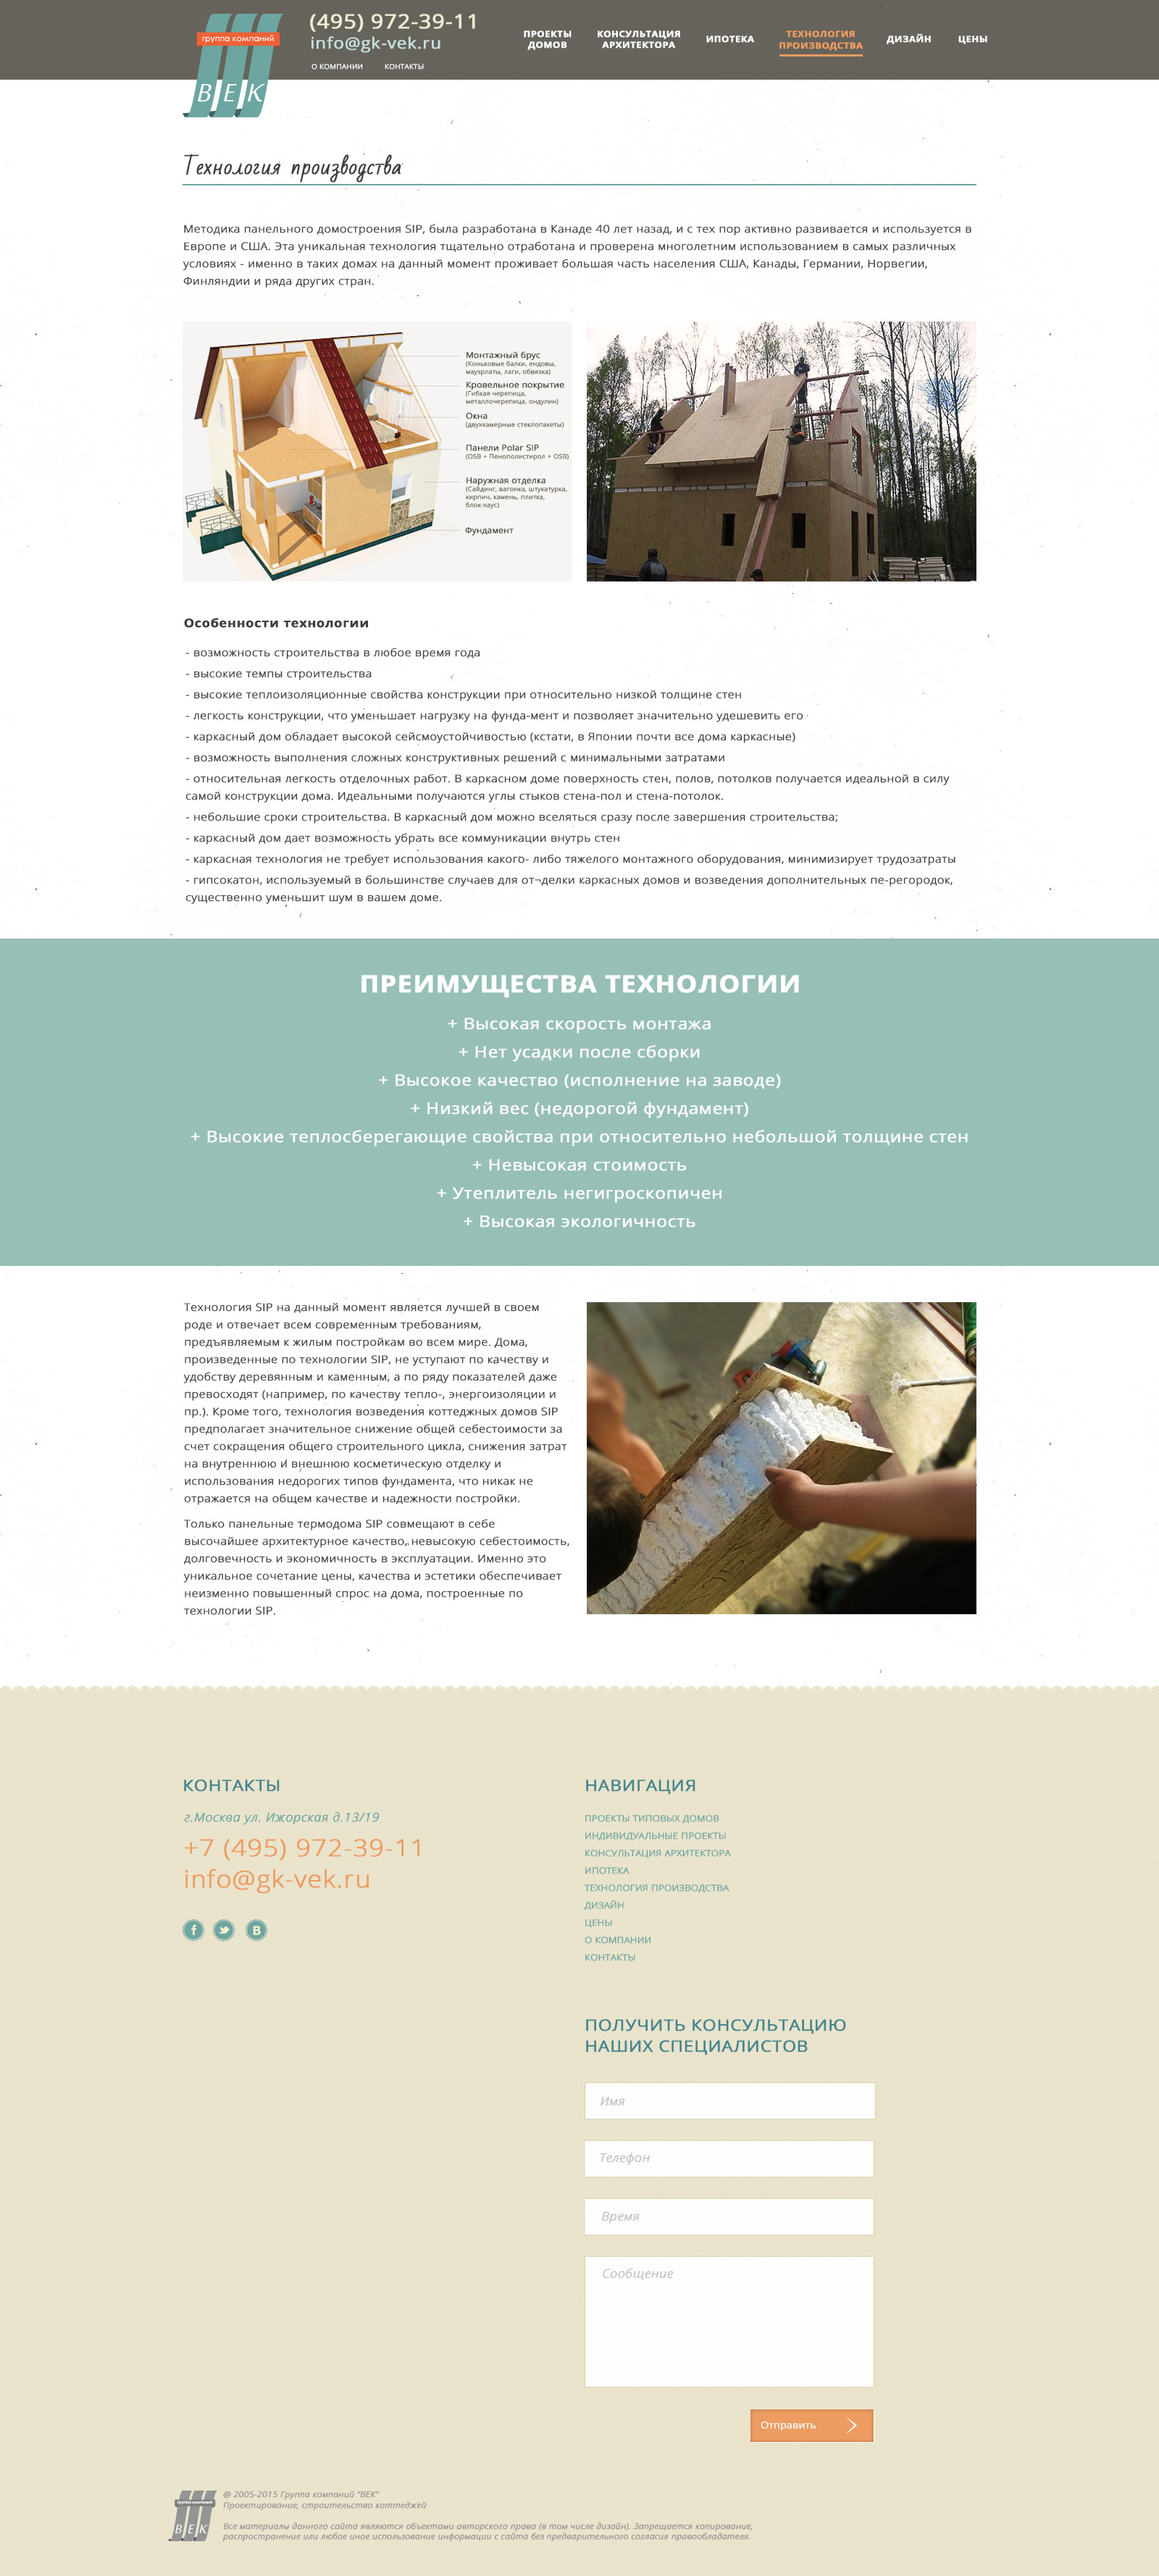 (495) 972-39-11
info@gk-vek.ru
О КОМПАНИИ КОНТАКТЫ
группа компаний
ВЕК
ПРОЕКТЫ
ДОМОВ
КОНСУЛЬТАЦИЯ
АРХИТЕКТОРА
ИПОТЕКА
ТЕХНОЛОГИЯ
ПРОИЗВОДСТВА
ДИЗАЙН
ЦЕНЫ
Технология производства
Методика панельного домостроения SIP, была разработана в Канаде 40 лет назад, и с тех пор активно развивается и используется в
Европе и США. Эта уникальная технология тщательно отработана и проверена многолетним использованием в самых различных
условиях - именно в таких домах на данный момент проживает большая часть населения США, Канады, Германии, Норвегии,
Финляндии и ряда других стран.
Монтажный брус
(Коньковые балки, ендовы,
мауэрлаты, лаги, обвязка)
Кровельное покрытие
(Гибкая черепица,
металлочерепица, ондулин)
Окна
(двухкамерные стеклопакеты)
Панели Polar SIP
(OSB + Пенополистирол + OSB)
Наружная отделка
(Сайдинг, вагонка, штукатурка,
кирпич, камень, плитка,
блок-хаус)
Фундамент
Особенности технологии
- возможность строительства в любое время года
- высокие темпы строительства
- высокие теплоизоляционные свойства конструкции при относительно низкой толщине стен
- легкость конструкции, что уменьшает нагрузку на фунда-мент и позволяет значительно удешевить его
- каркасный дом обладает высокой сейсмоустойчивостью (кстати, в Японии почти все дома каркасные)
- возможность выполнения сложных конструктивных решений с минимальными затратами
- относительная легкость отделочных работ. В каркасном доме поверхность стен, полов, потолков получается идеальной в силу
самой конструкции дома. Идеальными получаются углы стыков стена-пол и стена-потолок.
- небольшие сроки строительства. В каркасный дом можно вселяться сразу после завершения строительства;
- каркасный дом дает возможность убрать все коммуникации внутрь стен
- каркасная технология не требует использования какого- либо тяжелого монтажного оборудования, минимизирует трудозатраты
- гипсокатон, используемый в большинстве случаев для от¬делки каркасных домов и возведения дополнительных пе-регородок,
существенно уменьшит шум в вашем доме.
ПРЕИМУЩЕСТВА ТЕХНОЛОГИИ
+ Высокая скорость монтажа
+ Нет усадки после сборки
+ Высокое качество (исполнение на заводе)
+ Низкий вес (недорогой фундамент)
+ Высокие теплосберегающие свойства при относительно небольшой толщине стен
+ Невысокая стоимость
+ Утеплитель негигроскопичен
+ Высокая экологичность
Технология SIP на данный момент является лучшей в своем
роде и отвечает всем современным требованиям,
предъявляемым к жилым постройкам во всем мире. Дома,
произведенные по технологии SIP, не уступают по качеству и
удобству деревянным и каменным, а по ряду показателей даже
превосходят (например, по качеству тепло-, энергоизоляции и
пр.). Кроме того, технология возведения коттеджных домов SIP
предполагает значительное снижение общей себестоимости за
счет сокращения общего строительного цикла, снижения затрат
на внутреннюю и внешнюю косметическую отделку и
использования недорогих типов фундамента, что никак не
отражается на общем качестве и надежности постройки.
Только панельные термодома SIP совмещают в себе
высочайшее архитектурное качество, невысокую себестоимость,
долговечность и экономичность в эксплуатации. Именно это
уникальное сочетание цены, качества и эстетики обеспечивает
неизменно повышенный спрос на дома, построенные по
технологии SIP.
КОНТАКТЫ
г.Москва ул. Ижорская д.13/19
+7 (495) 972-39-11
info@gk-vek.ru
НАВИГАЦИЯ
ПРОЕКТЫ ТИПОВЫХ ДОМОВ
ИНДИВИДУАЛЬНЫЕ ПРОЕКТЫ
КОНСУЛЬТАЦИЯ АРХИТЕКТОРА
ИПОТЕКА
ТЕХНОЛОГИЯ ПРОИЗВОДСТВА
ДИЗАЙН
ЦЕНЫ
О КОМПАНИИ
КОНТАКТЫ
ПОЛУЧИТЬ КОНСУЛЬТАЦИЮ
НАШИХ СПЕЦИАЛИСТОВ
Имя
Телефон
Время
Сообщение
Отправить
группа компаний
ВЕК
@ 2005-2015 Группа компаний "ВЕК"
Проектирование, строительство коттеджей
Все материалы данного сайта являются объектами авторского права (в том числе дизайн). Запрещается копирование,
распространение или любое иное использование информации с сайта без предварительного согласия правообладателя.